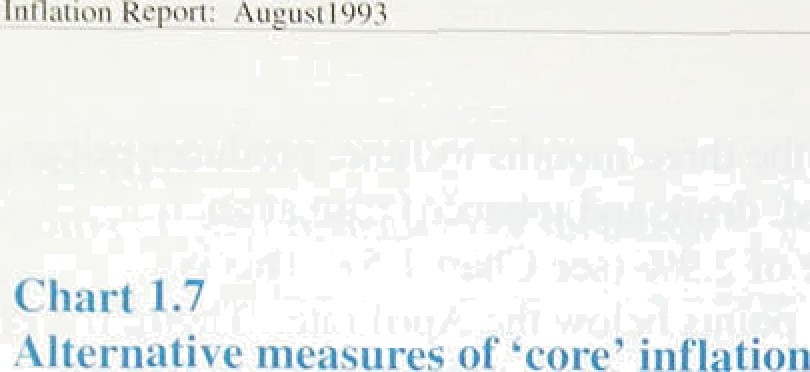 Inflation Report: August1993
Chart 1.7
Alternative measures of ‘core’ inflation